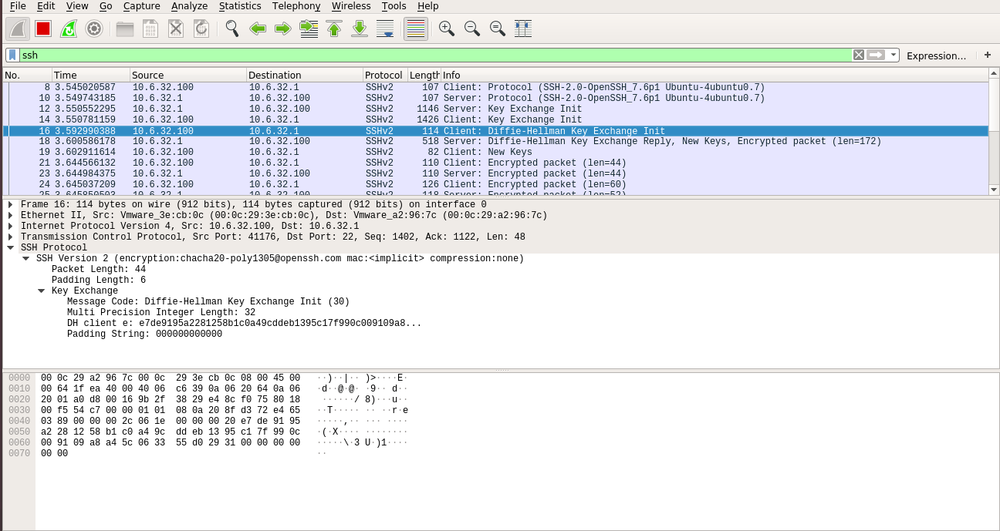 File Edit View Go Capture Analyze Statistics Telephony Wireless Tools Help
ssh Expression... +
No. Time Source Destination Protocol Length Info
8 3.545020587 10.6.32.100 10.6.32.1 SSHv2 107 Client: Protocol (SSH-2.0-OpenSSH_7.6p1 Ubuntu-4ubuntu0.7)
10 3.549743185 10.6.32.1 10.6.32.100 SSHv2 107 Server: Protocol (SSH-2.0-OpenSSH_7.6p1 Ubuntu-4ubuntu0.7)
12 3.550552295 10.6.32.1 10.6.32.100 SSHv2 1146 Server: Key Exchange Init
14 3.550781159 10.6.32.100 10.6.32.1 SSHv2 1426 Client: Key Exchange Init
16 3.592990388 10.6.32.100 10.6.32.1 SSHv2 114 Client: Diffie-Hellman Key Exchange Init
18 3.600586178 10.6.32.1 10.6.32.100 SSHv2 518 Server: Diffie-Hellman Key Exchange Reply, New Keys, Encrypted packet (len=172)
19 3.602911614 10.6.32.100 10.6.32.1 SSHv2 82 Client: New Keys
21 3.644566132 10.6.32.100 10.6.32.1 SSHv2 110 Client: Encrypted packet (len=44)
23 3.644984375 10.6.32.1 10.6.32.100 SSHv2 110 Server: Encrypted packet (len=44)
24 3.645037209 10.6.32.100 10.6.32.1 SSHv2 126 Client: Encrypted packet (len=60)
25 3.645850503 10.6.32.1 10.6.32.100 SSHv2 118 Server: Encrypted packet (len=52)
Frame 16: 114 bytes on wire (912 bits), 114 bytes captured (912 bits) on interface 0
Ethernet II, Src: Vmware_3e:cb:0c (00:0c:29:3e:cb:0c), Dst: Vmware_a2:96:7c (00:0c:29:a2:96:7c)
Internet Protocol Version 4, Src: 10.6.32.100, Dst: 10.6.32.1
Transmission Control Protocol, Src Port: 41176, Dst Port: 22, Seq: 1402, Ack: 1122, Len: 48
SSH Protocol
SSH Version 2 (encryption:chacha20-poly1305@openssh.com mac:<implicit> compression:none)
Packet Length: 44
Padding Length: 6
Key Exchange
Message Code: Diffie-Hellman Key Exchange Init (30)
Multi Precision Integer Length: 32
DH client e: e7de9195a2281258b1c0a49cddeb1395c17f990c009109a8...
Padding String: 000000000000
0000 00 0c 29 a2 96 7c 00 0c 29 3e cb 0c 08 00 45 00 ··)··|·· )>····E·
0010 00 64 1f ea 40 00 40 06 c6 39 0a 06 20 64 0a 06 ·d··@·@· ·9·· d··
0020 20 01 a0 d8 00 16 9b 2f 38 29 e4 8c f0 75 80 18 ······/ 8)···u··
0030 00 f5 54 c7 00 00 01 01 08 0a 20 8f d3 72 e4 65 ··T····· ·· ··r·e
0040 03 89 00 00 00 2c 06 1e 00 00 00 20 e7 de 91 95 ·····,·· ··· ····
0050 a2 28 12 58 b1 c0 a4 9c dd eb 13 95 c1 7f 99 0c ·(·X···· ········
0060 00 91 09 a8 a4 5c 06 33 55 d0 29 31 00 00 00 00 ·····\·3 U·)1····
0070 00 00 ··